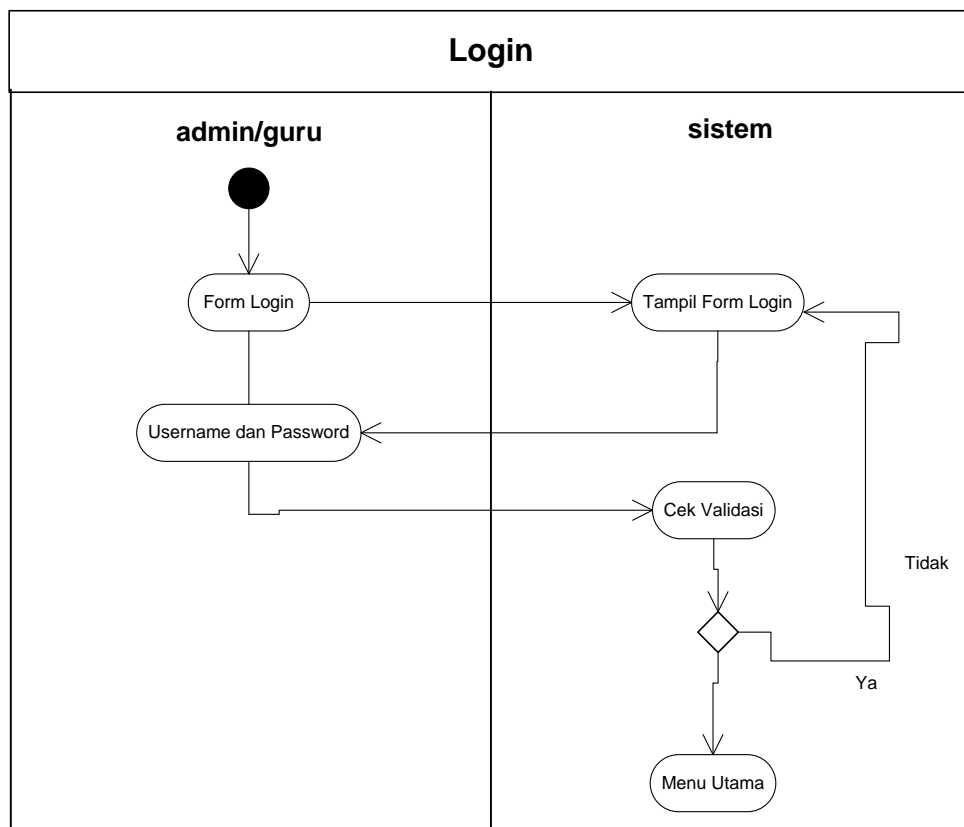 Login
admin/guru
sistem
Form Login
Tampil Form Login
Username dan Password
Cek Validasi
Tidak
Ya
Menu Utama